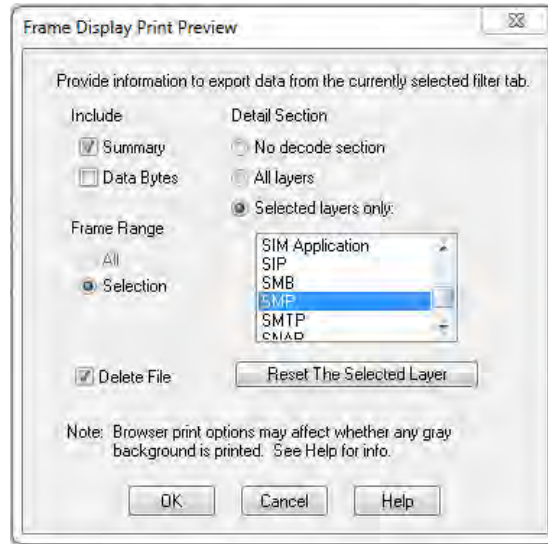 Frame Display Print Preview
Provide information to export data from the currently selected filter tab.
Include
Detail Section
Summary
No decode section
Data Bytes
All layers
Selected layers only:
Frame Range
All
Selection
SIM Application
SIP
SMB
SMP
SMTP
SNAP
Delete File
Reset The Selected Layer
Note: Browser print options may affect whether any gray
background is printed. See Help for info.
OK
Cancel
Help